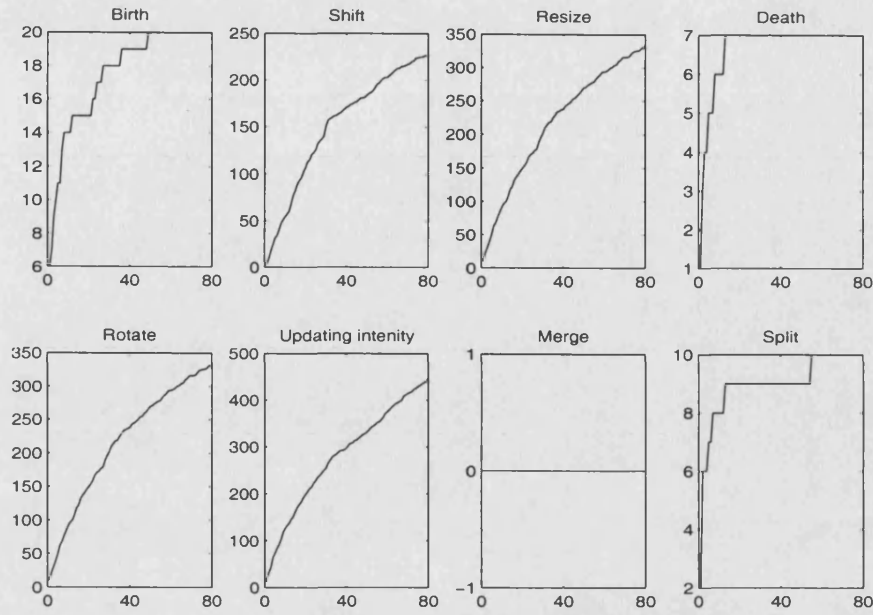 Birth Shift Resize Death
20 250 350 7
18 200 300 6
16 150 250 5
14 100 200 4
12 50 150 3
10 0 100 2
8 50 1
6 0
0 40 80 0 40 80 0 40 80 0 40 80
Rotate Updating intenity Merge Split
350 500 1 10
300 400 0 8
250 300 −1 6
200 200 4
150 100 2
100 0
50
0
0 40 80 0 40 80 0 40 80 0 40 80